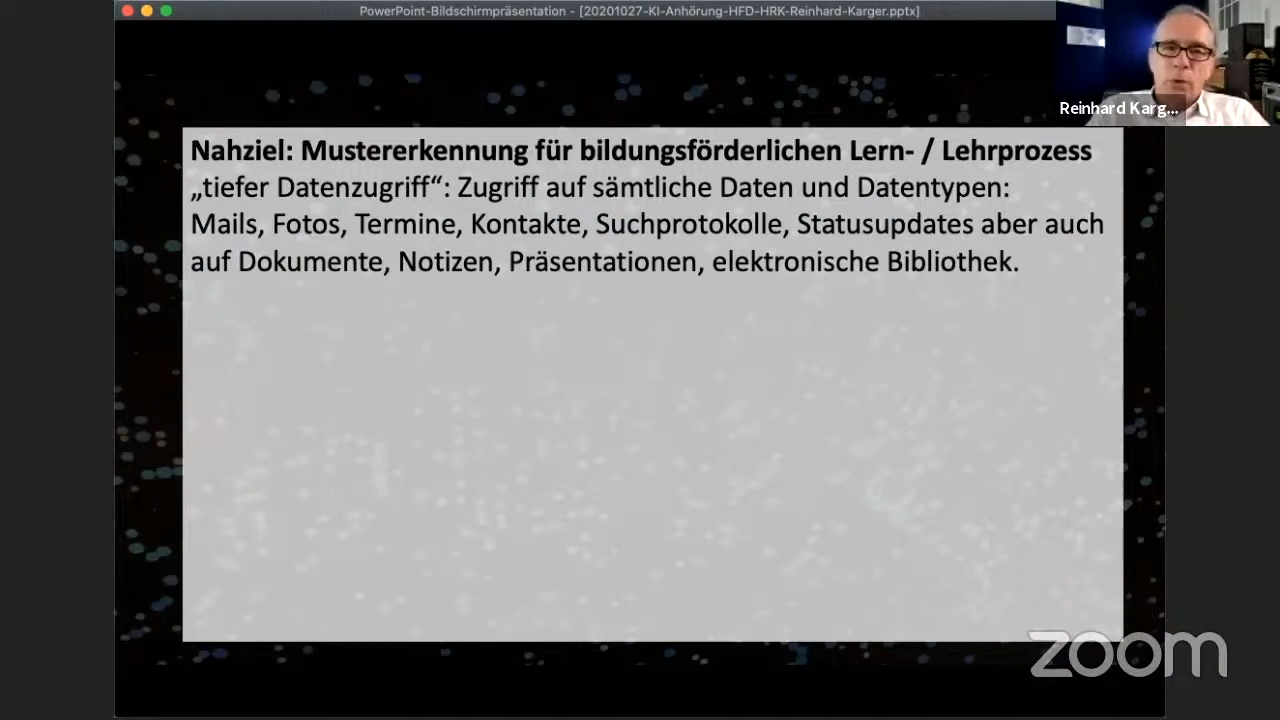 PowerPoint-Bildschirmpräsentation - [20201027-KI-Anhörung-HFD-HRK-Reinhard-Karger.pptx]
Reinhard Karg...
Nahziel: Mustererkennung für bildungsförderlichen Lern- / Lehrprozess
„tiefer Datenzugriff“: Zugriff auf sämtliche Daten und Datentypen:
Mails, Fotos, Termine, Kontakte, Suchprotokolle, Statusupdates aber auch
auf Dokumente, Notizen, Präsentationen, elektronische Bibliothek.
zoom